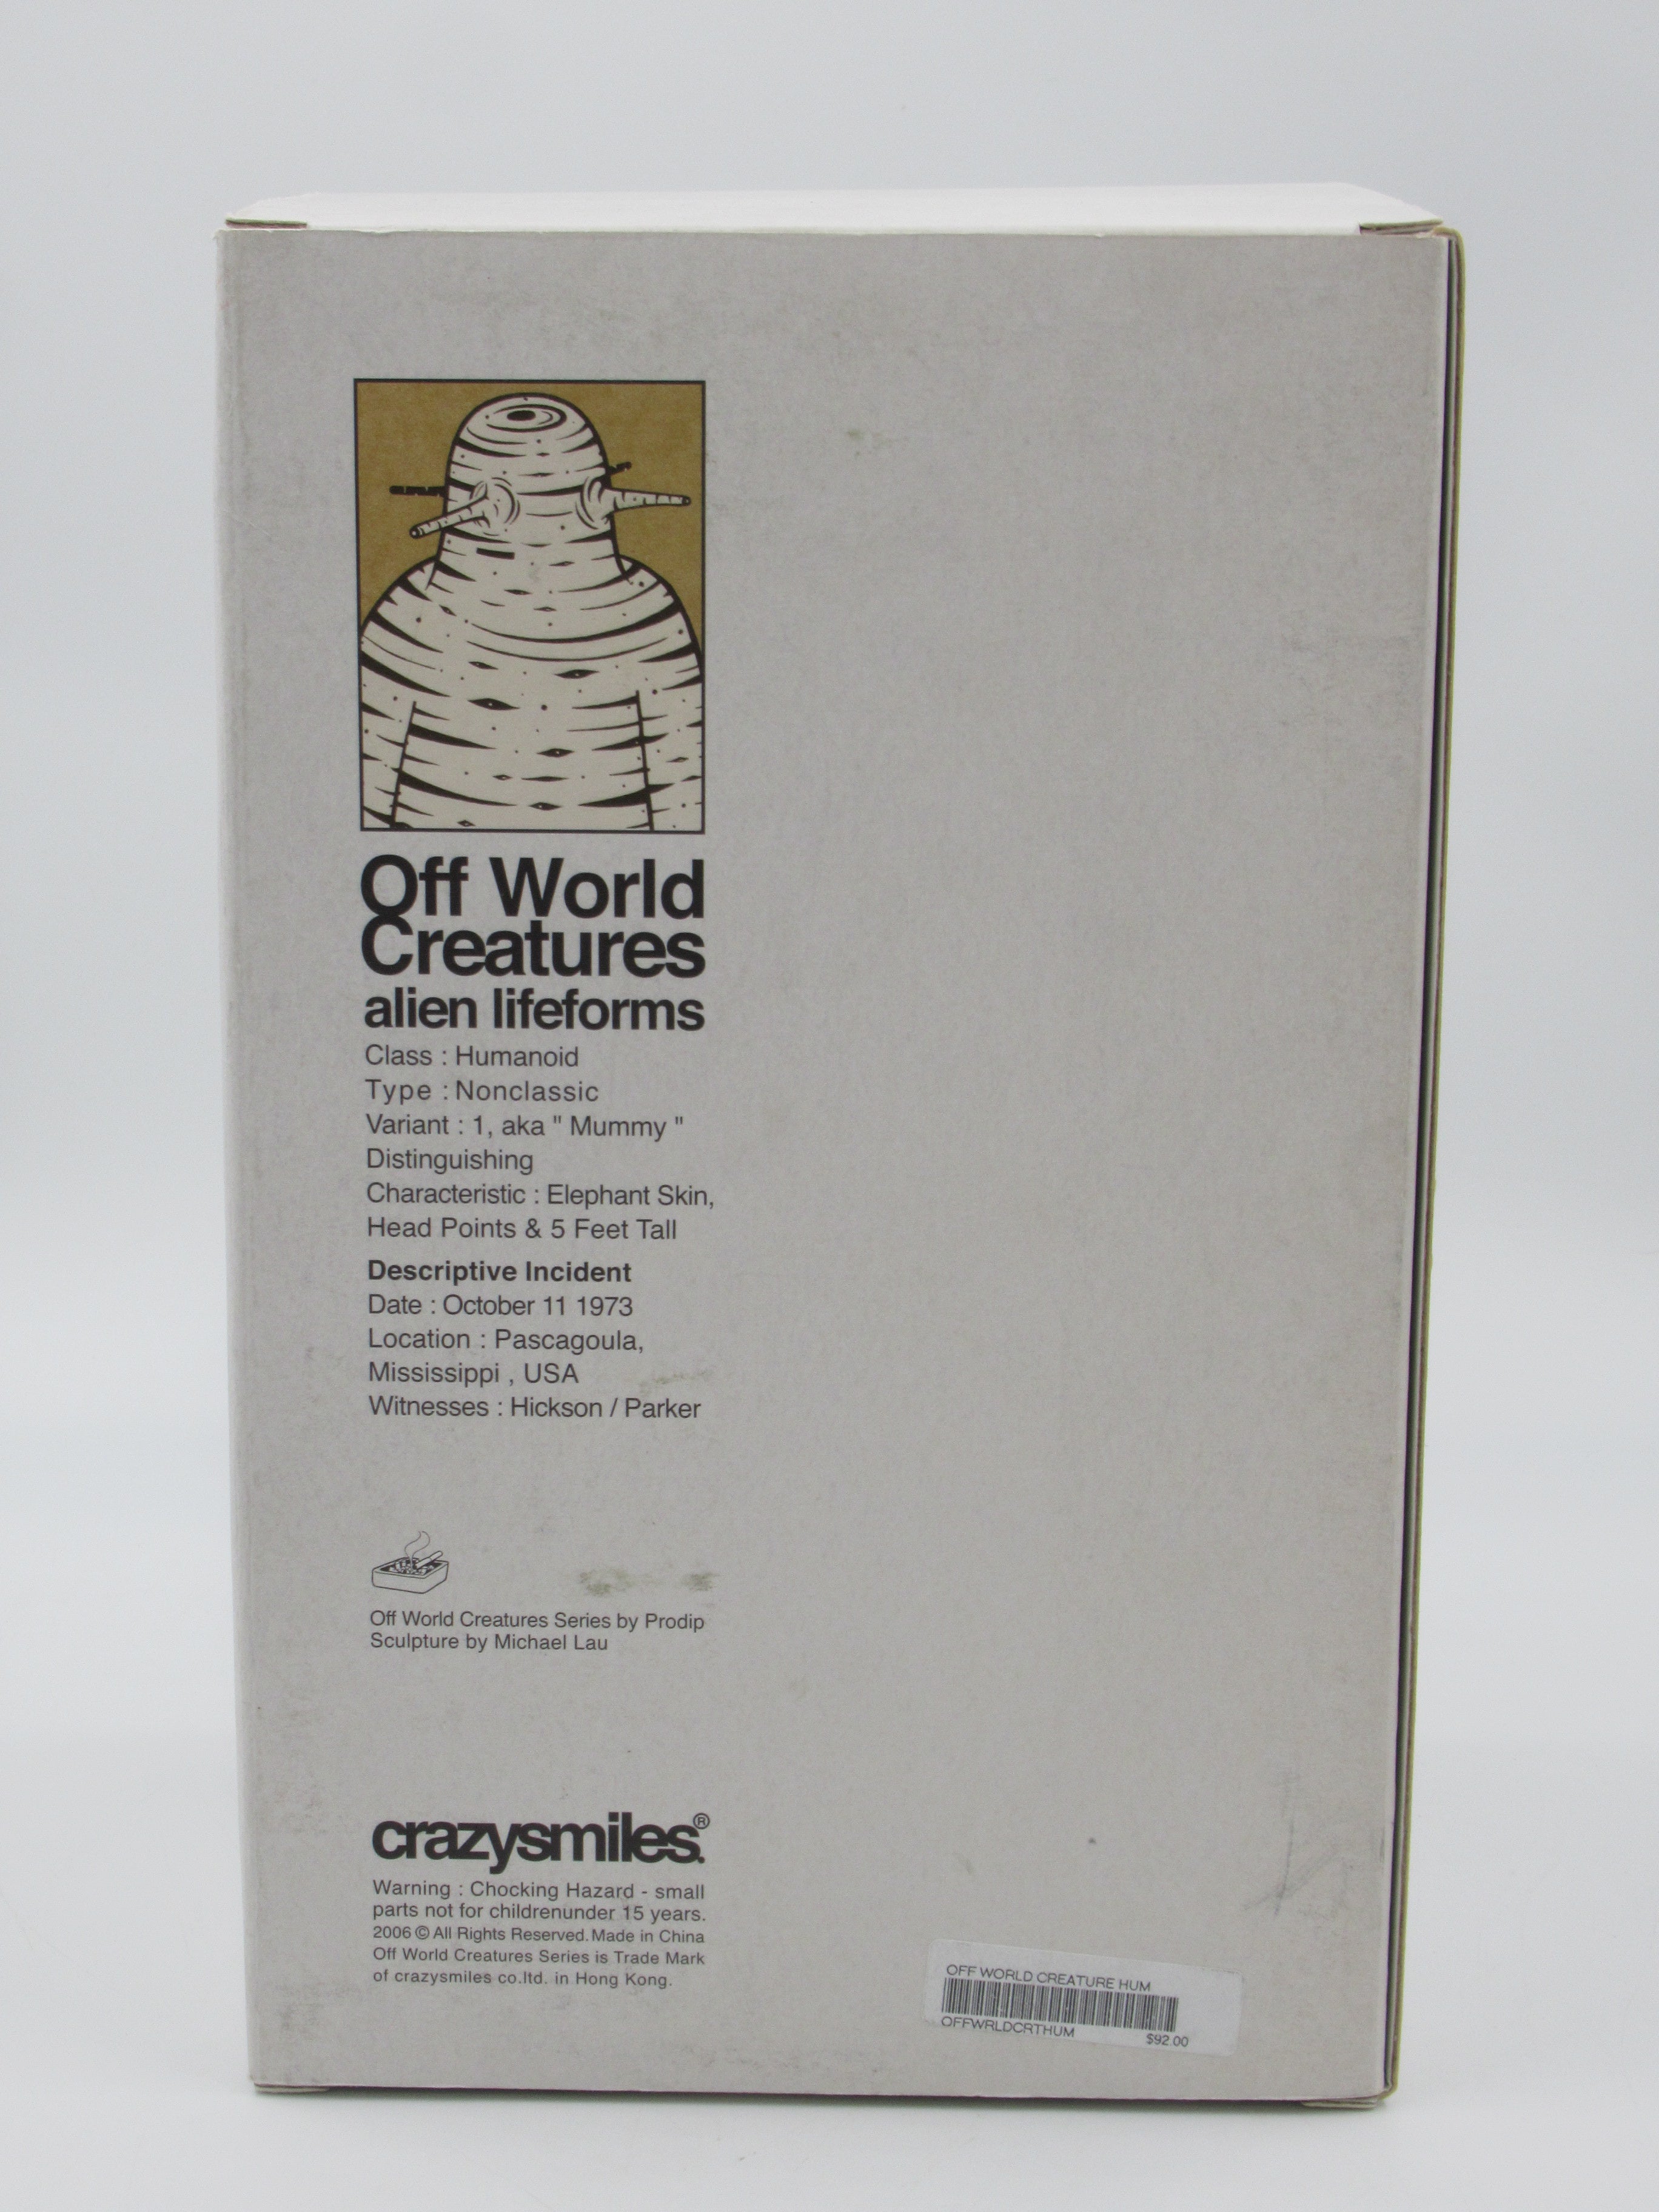 Off World
Creatures
alien lifeforms
Class : Humanoid
Type : Nonclassic
Variant : 1, aka " Mummy "
Distinguishing
Characteristic : Elephant Skin,
Head Points & 5 Feet Tall
Descriptive Incident
Date : October 11 1973
Location : Pascagoula,
Mississippi , USA
Witnesses : Hickson / Parker
Off World Creatures Series by Prodip
Sculpture by Michael Lau
crazysmiles.®
Warning : Chocking Hazard - small
parts not for childrenunder 15 years.
2006 © All Rights Reserved. Made in China
Off World Creatures Series is Trade Mark
of crazysmiles co.ltd. in Hong Kong.
OFF WORLD CREATURE HUM
OFFWRLDCRTHUM $92.00